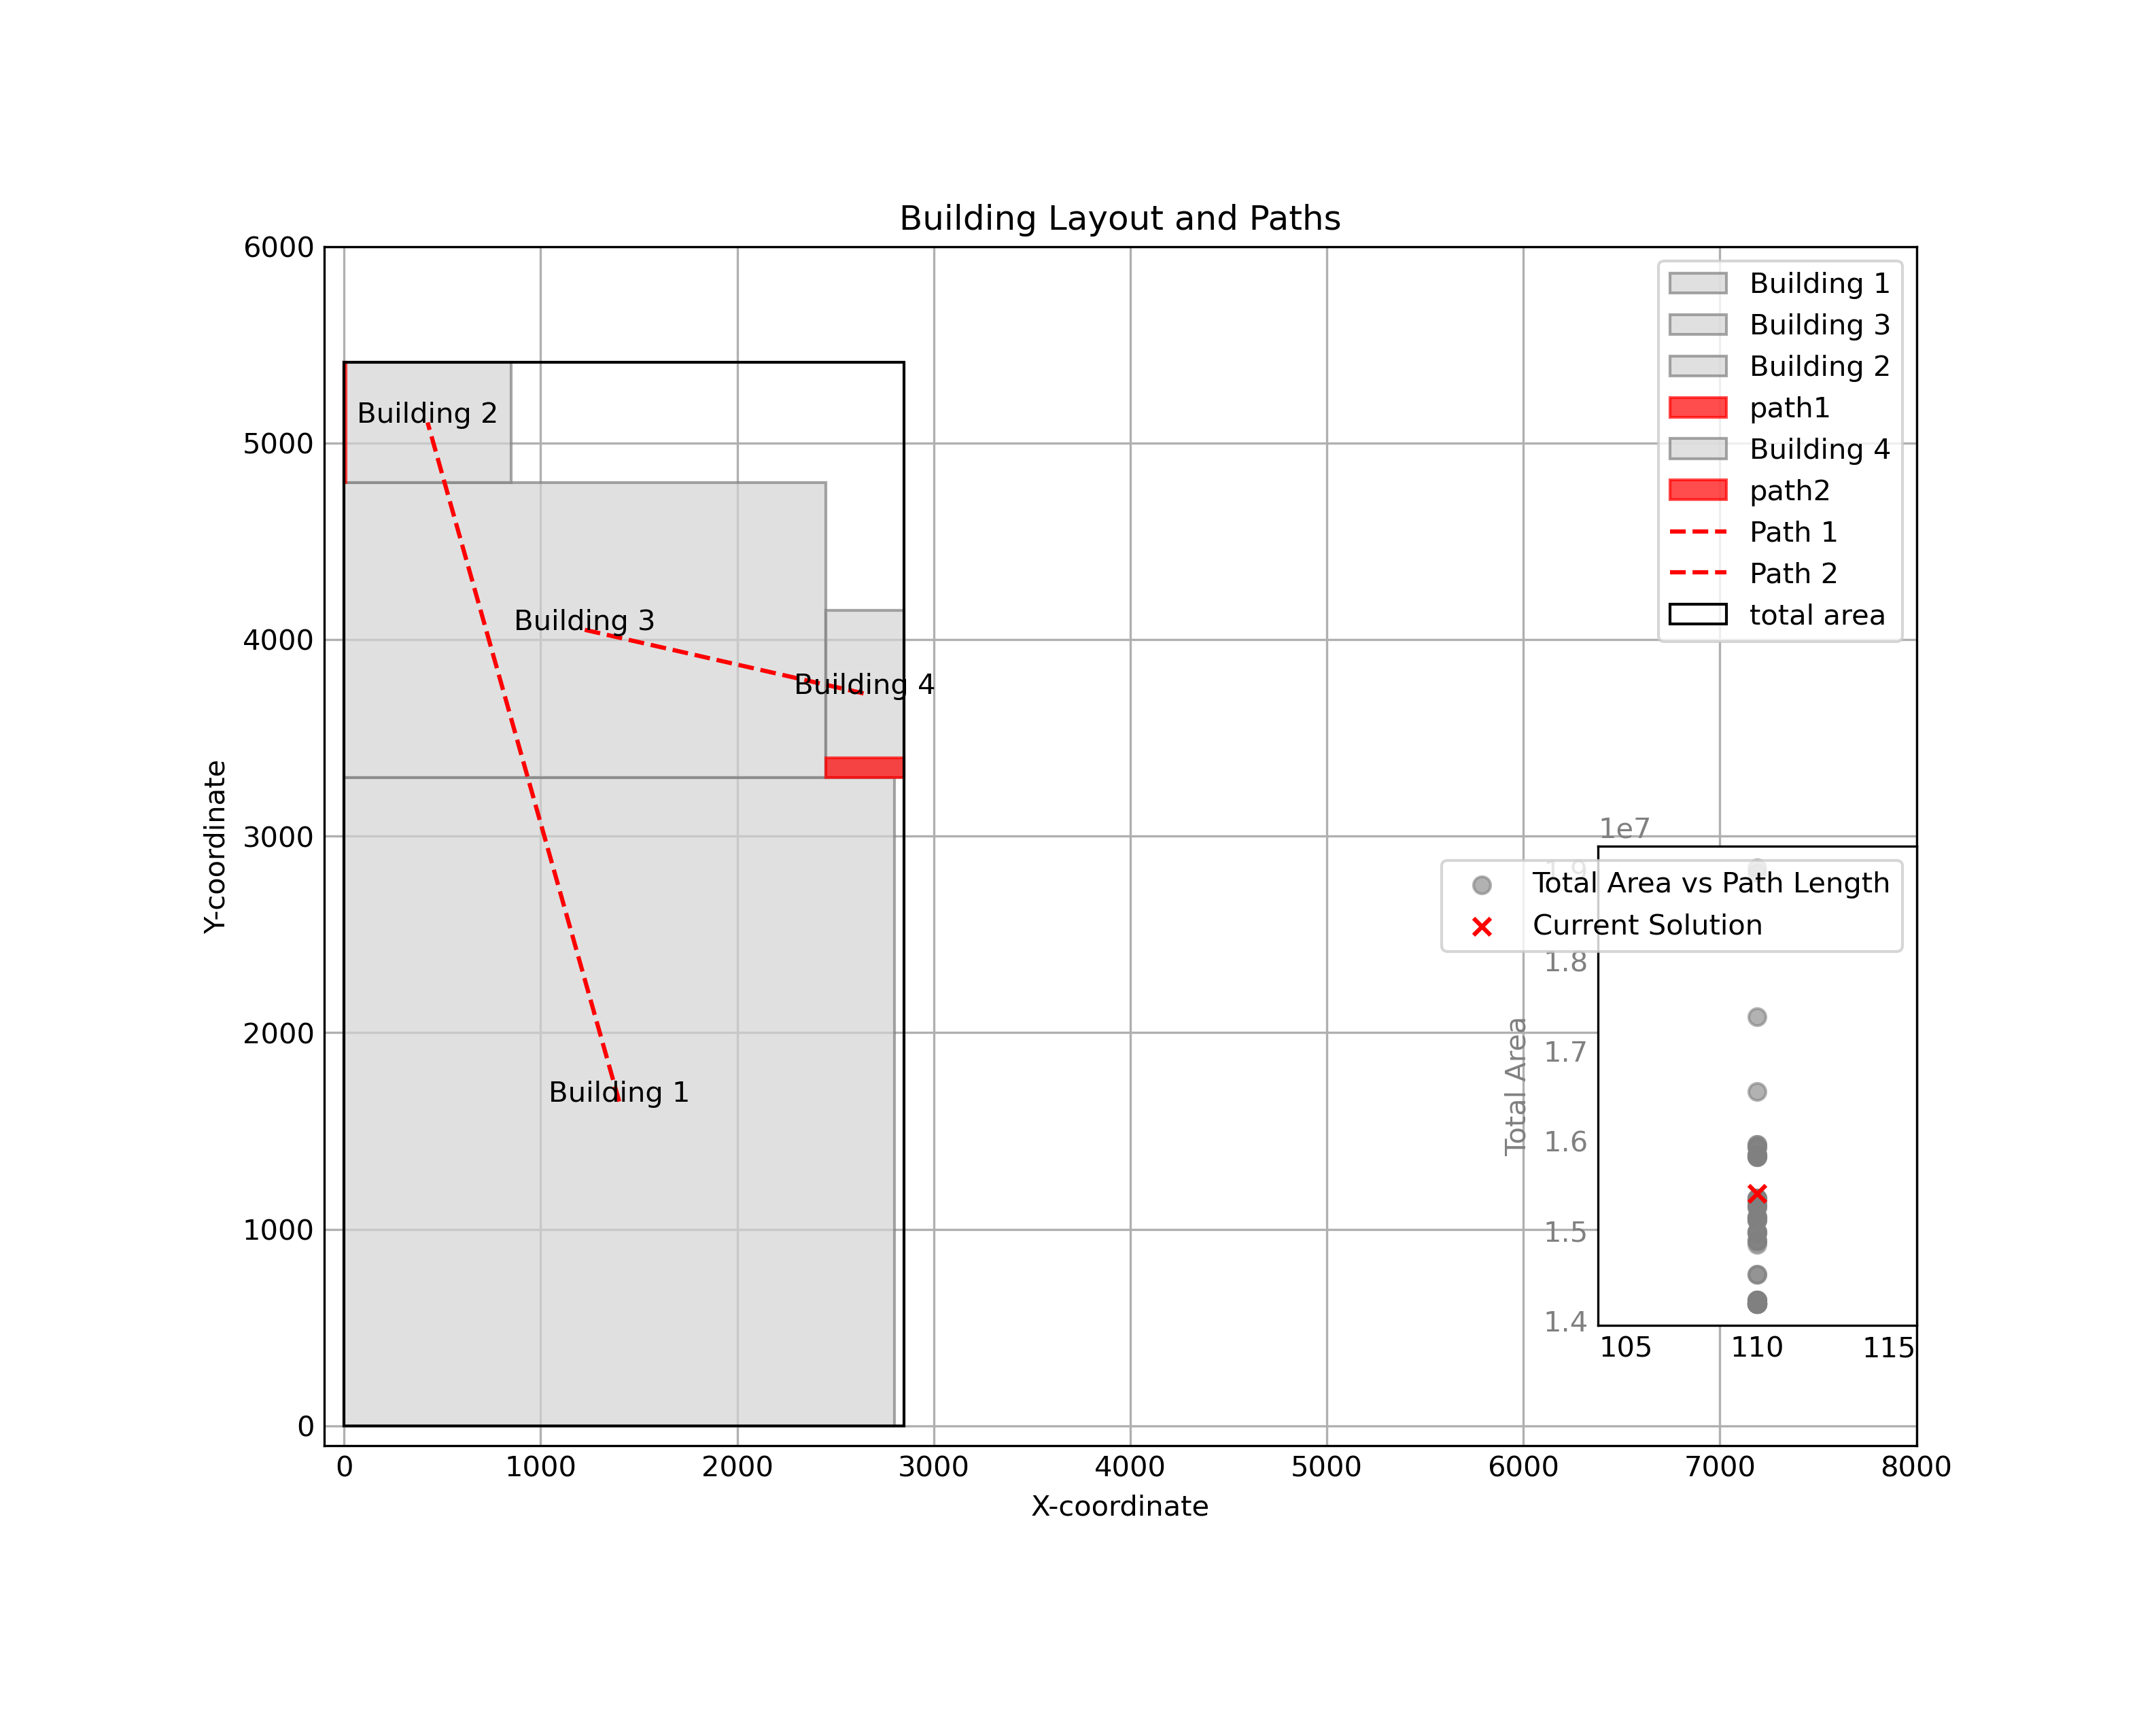 Building Layout and Paths
6000
5000
4000
3000
2000
1000
0
Y-coordinate
0
1000
2000
3000
4000
5000
6000
7000
8000
X-coordinate
Building 2
Building 3
Building 4
Building 1
Building 1
Building 3
Building 2
path1
Building 4
path2
Path 1
Path 2
total area
1e7
1.9
1.8
1.7
1.6
1.5
1.4
Total Area
Total Area vs Path Length
Current Solution
105
110
115